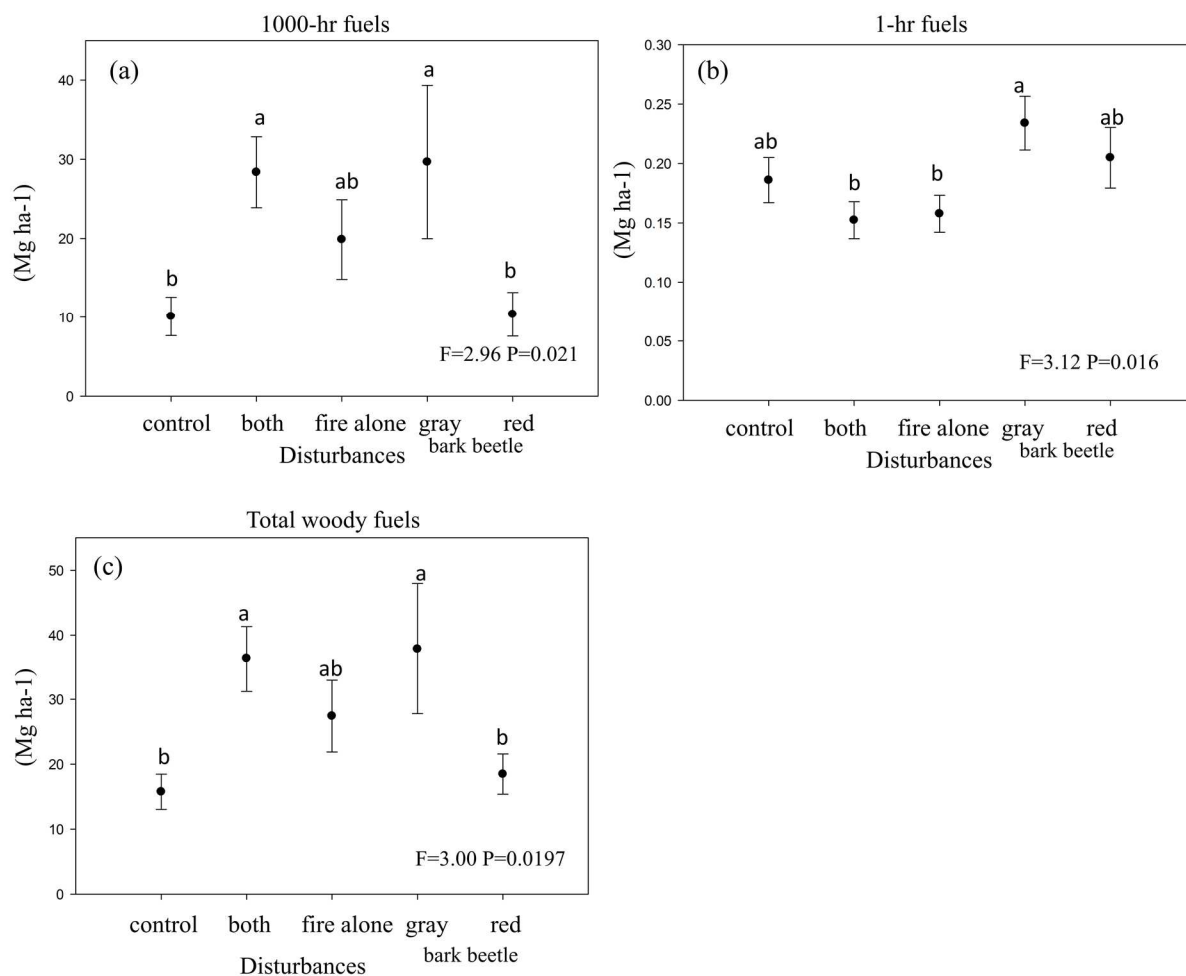 1000-hr fuels
(a)
(Mg ha-1)
40
30
20
10
0
b
a
ab
a
b
F=2.96 P=0.021
control both fire alone gray red
bark beetle
Disturbances
1-hr fuels
(b)
(Mg ha-1)
0.30
0.25
0.20
0.15
0.10
0.05
0.00
ab
b
b
a
ab
F=3.12 P=0.016
control both fire alone gray red
bark beetle
Disturbances
Total woody fuels
(c)
(Mg ha-1)
50
40
30
20
10
0
b
a
ab
a
b
F=3.00 P=0.0197
control both fire alone gray red
bark beetle
Disturbances